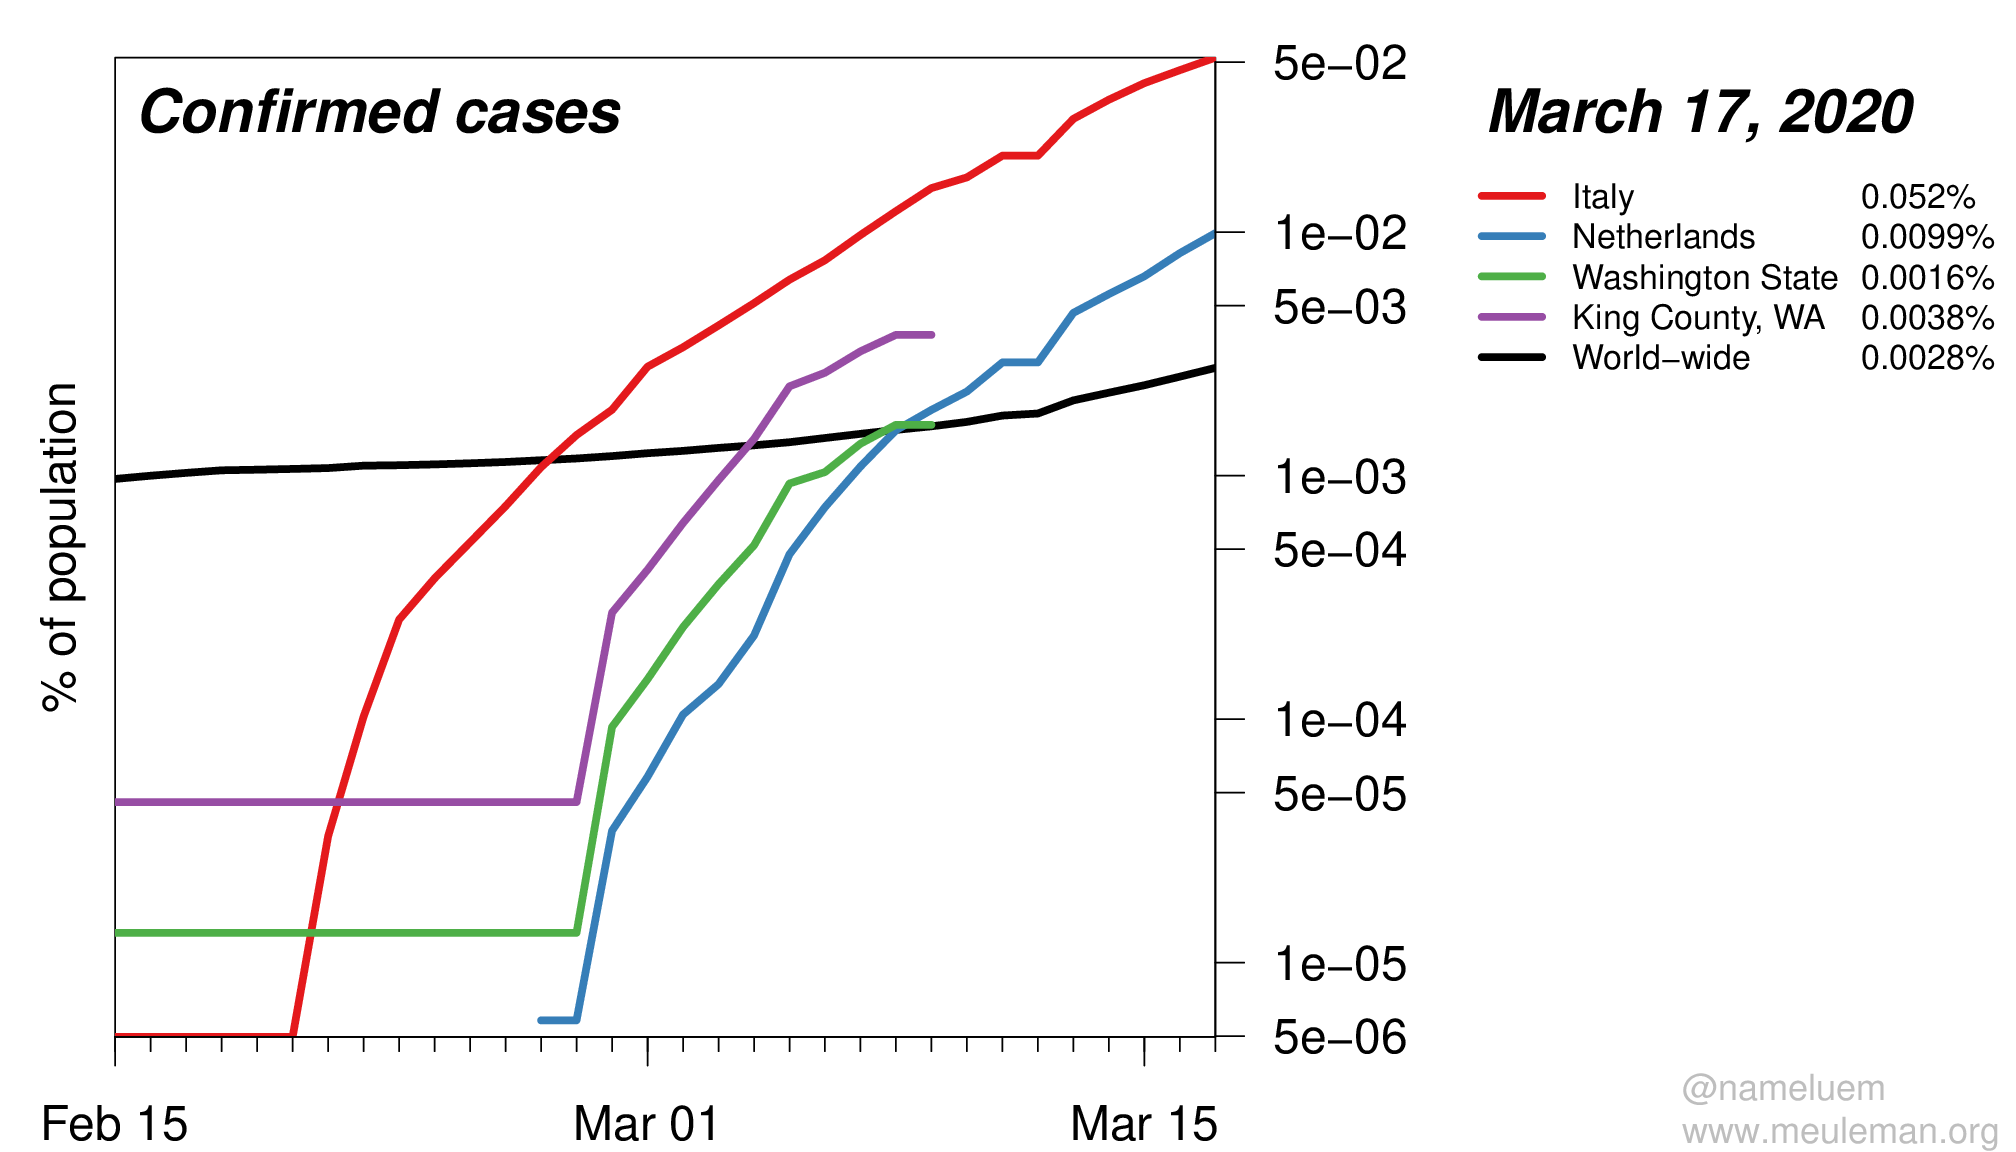 Confirmed cases
March 17, 2020
Italy 0.052%
Netherlands 0.0099%
Washington State 0.0016%
King County, WA 0.0038%
World−wide 0.0028%
% of population
5e−02
1e−02
5e−03
1e−03
5e−04
1e−04
5e−05
1e−05
5e−06
Feb 15 Mar 01 Mar 15
@nameluem
www.meuleman.org